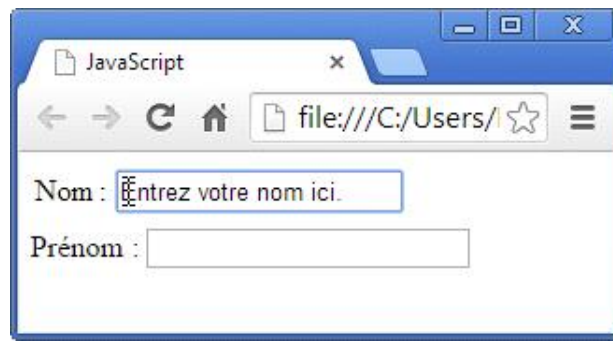 JavaScript
file:///C:/Users/
Nom : Entrez votre nom ici.
Prénom :